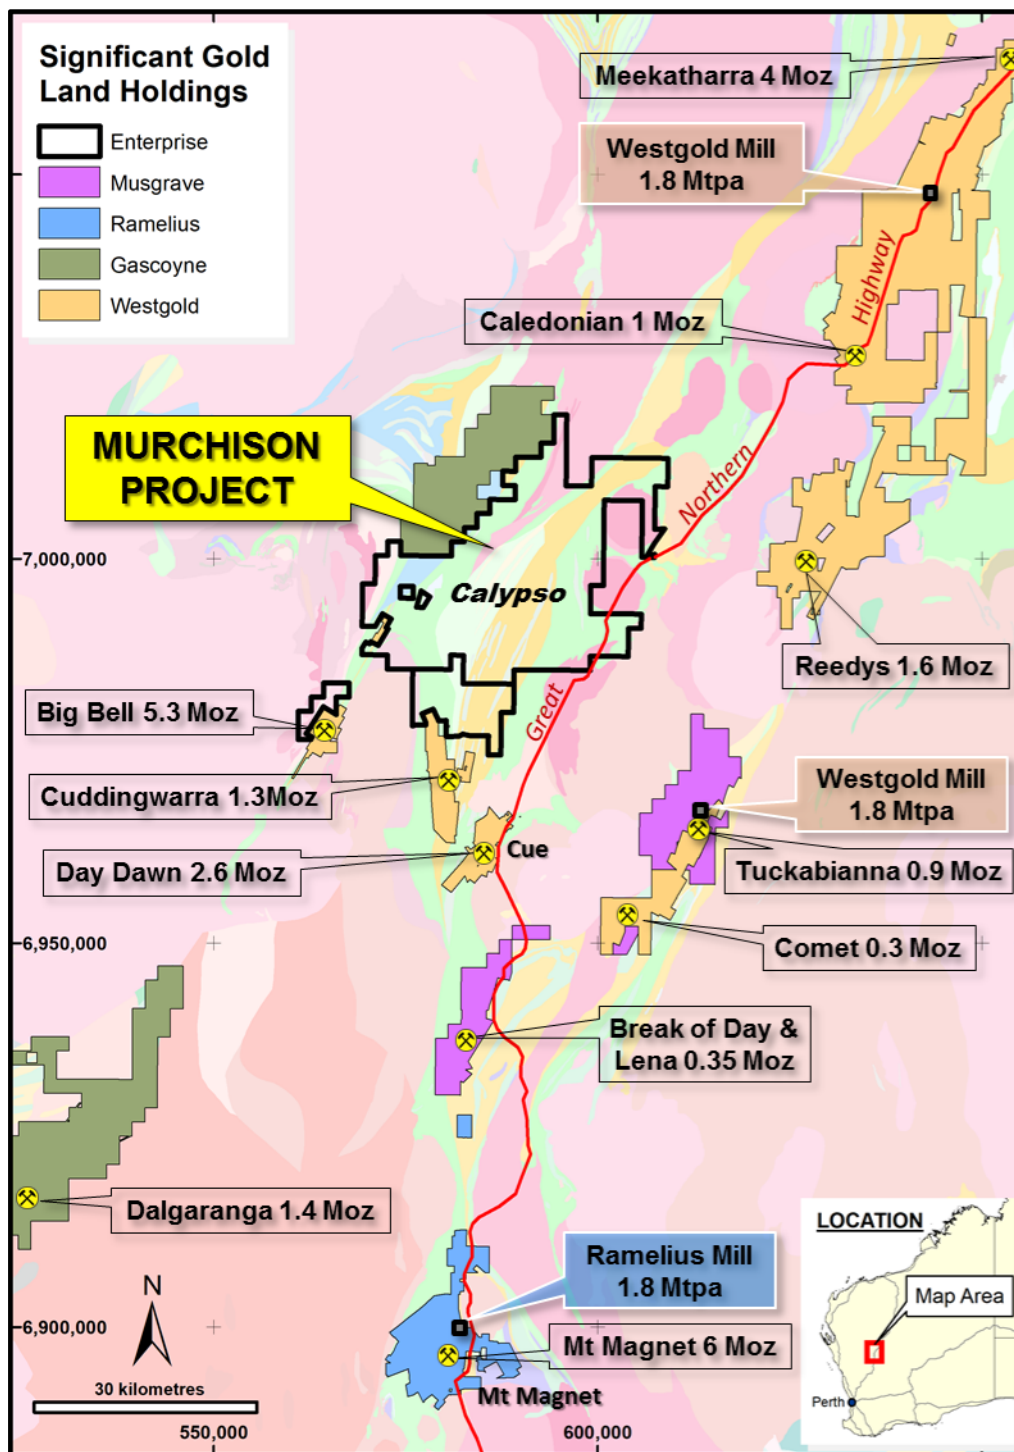 Significant Gold
Land Holdings
Enterprise
Musgrave
Ramelius
Gascoyne
Westgold
Meekatharra 4 Moz
Westgold Mill
1.8 Mtpa
Highway
Caledonian 1 Moz
MURCHISON
PROJECT
Northern
7,000,000
Calypso
Reedys 1.6 Moz
Great
Big Bell 5.3 Moz
Cuddingwarra 1.3Moz
Westgold Mill
1.8 Mtpa
Day Dawn 2.6 Moz
Cue
Tuckabianna 0.9 Moz
6,950,000
Comet 0.3 Moz
Break of Day &
Lena 0.35 Moz
Dalgaranga 1.4 Moz
LOCATION
Map Area
Perth
Ramelius Mill
1.8 Mtpa
N
6,900,000
Mt Magnet 6 Moz
30 kilometres
Mt Magnet
550,000
600,000